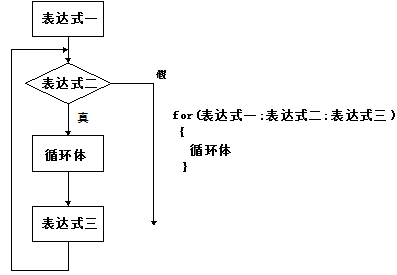 表达式一
表达式二
假
真
循环体
表达式三
for(表达式一;表达式二;表达式三)
{
循环体
}